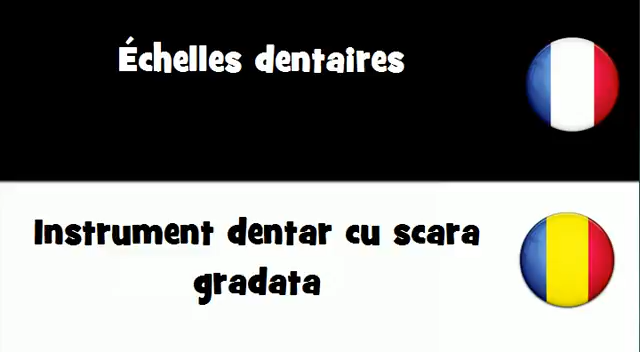 Échelles dentaires
Instrument dentar cu scara
gradata